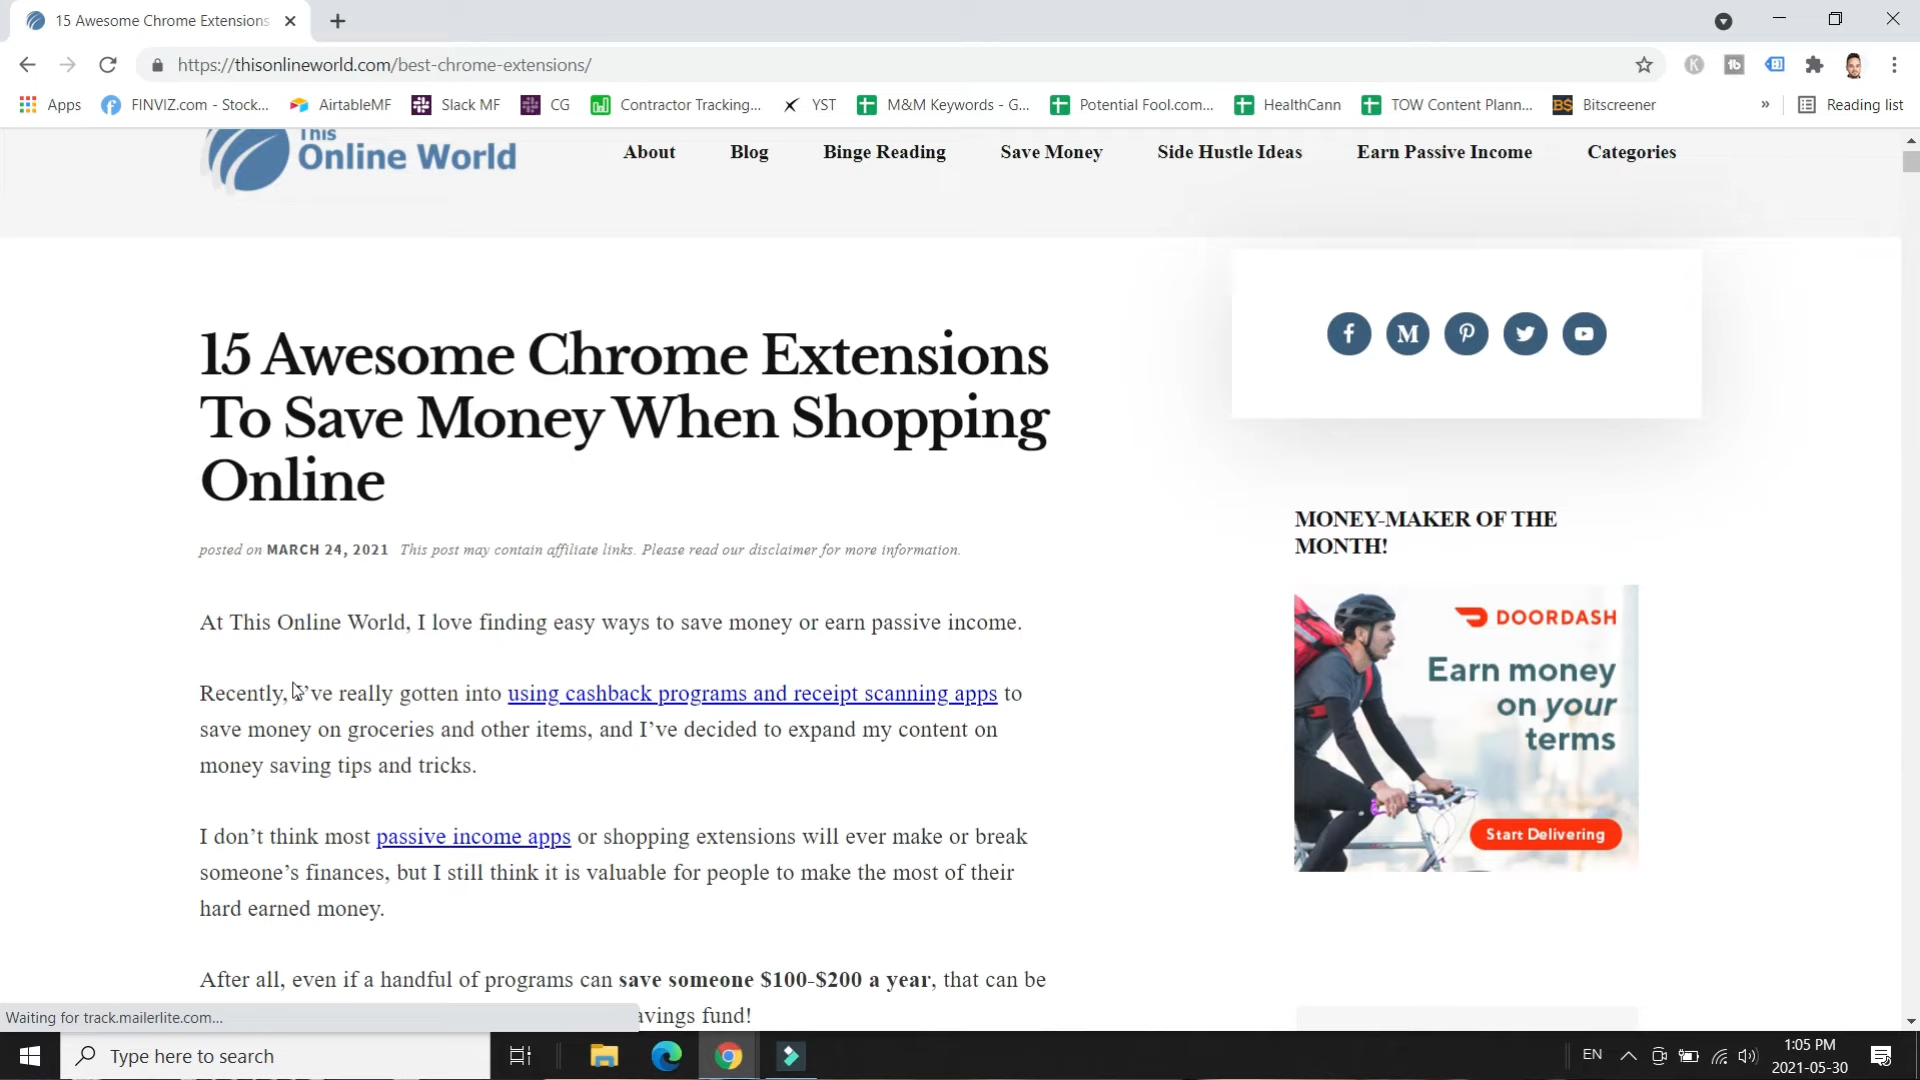 15 Awesome Chrome Extensions
https://thisonlineworld.com/best-chrome-extensions/
Apps FINVIZ.com - Stock... AirtableMF Slack MF CG Contractor Tracking... YST M&M Keywords - G... Potential Fool.com... HealthCann TOW Content Plann... BS Bitscreener » Reading list
This
Online World
About Blog Binge Reading Save Money Side Hustle Ideas Earn Passive Income Categories
15 Awesome Chrome Extensions
To Save Money When Shopping
Online
posted on MARCH 24, 2021 This post may contain affiliate links. Please read our disclaimer for more information.
At This Online World, I love finding easy ways to save money or earn passive income.
Recently, I've really gotten into using cashback programs and receipt scanning apps to
save money on groceries and other items, and I've decided to expand my content on
money saving tips and tricks.
I don't think most passive income apps or shopping extensions will ever make or break
someone's finances, but I still think it is valuable for people to make the most of their
hard earned money.
After all, even if a handful of programs can save someone $100-$200 a year, that can be
avings fund!
MONEY-MAKER OF THE
MONTH!
DOORDASH
Earn money
on your
terms
Start Delivering
Waiting for track.mailerlite.com...
Type here to search
EN
1:05 PM
2021-05-30